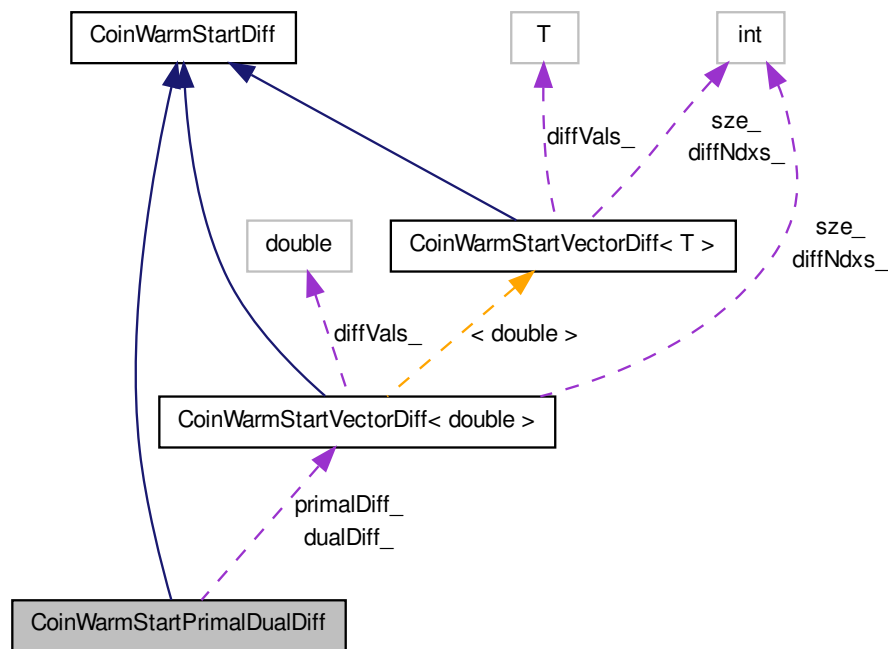 CoinWarmStartDiff
T
int
diffVals_
sze_
diffNdxs_
double
CoinWarmStartVectorDiff< T >
sze_
diffNdxs_
diffVals_
< double >
CoinWarmStartVectorDiff< double >
primalDiff_
dualDiff_
CoinWarmStartPrimalDualDiff